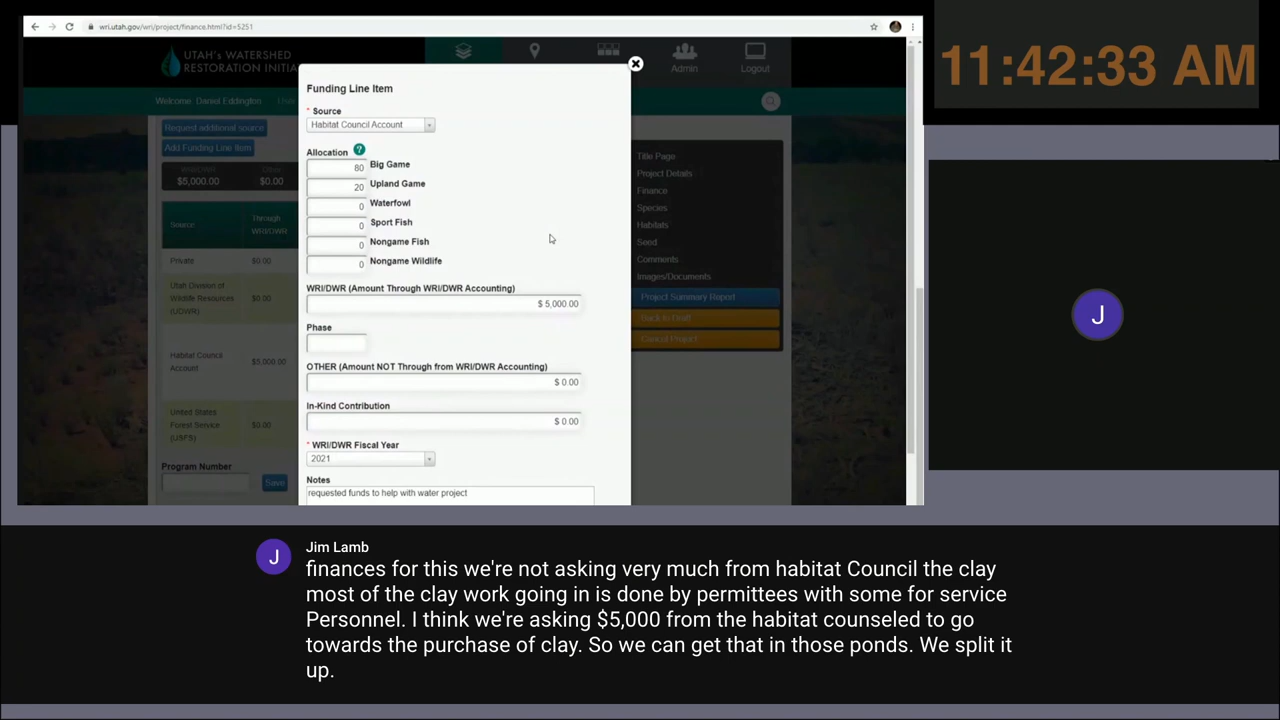 wri.utah.gov/wri/project/finance.html?id=5251
11:42:33 AM
UTAH'S WATERSHED
RESTORATION INITIA
Admin
Logout
Welcome: Daniel Eddington
Request additional source
Add Funding Line Item
$5,000.00
$0.00
Source
Through
WRI/DWR
Private
$0.00
Utah Division of
Wildlife Resources
(UDWR)
$0.00
Habitat Council
Account
$5,000.00
United States
Forest Service
(USFS)
$0.00
Program Number
Save
Funding Line Item
* Source
Habitat Council Account
Allocation ?
80 Big Game
20 Upland Game
0 Waterfowl
0 Sport Fish
0 Nongame Fish
0 Nongame Wildlife
WRI/DWR (Amount Through WRI/DWR Accounting)
$ 5,000.00
Phase
OTHER (Amount NOT Through from WRI/DWR Accounting)
$ 0.00
In-Kind Contribution
$ 0.00
* WRI/DWR Fiscal Year
2021
Notes
requested funds to help with water project
Title Page
Project Details
Finance
Species
Habitats
Seed
Comments
Images/Documents
Project Summary Report
Back to Draft
Cancel Project
J
J
Jim Lamb
finances for this we're not asking very much from habitat Council the clay
most of the clay work going in is done by permittees with some for service
Personnel. I think we're asking $5,000 from the habitat counseled to go
towards the purchase of clay. So we can get that in those ponds. We split it
up.